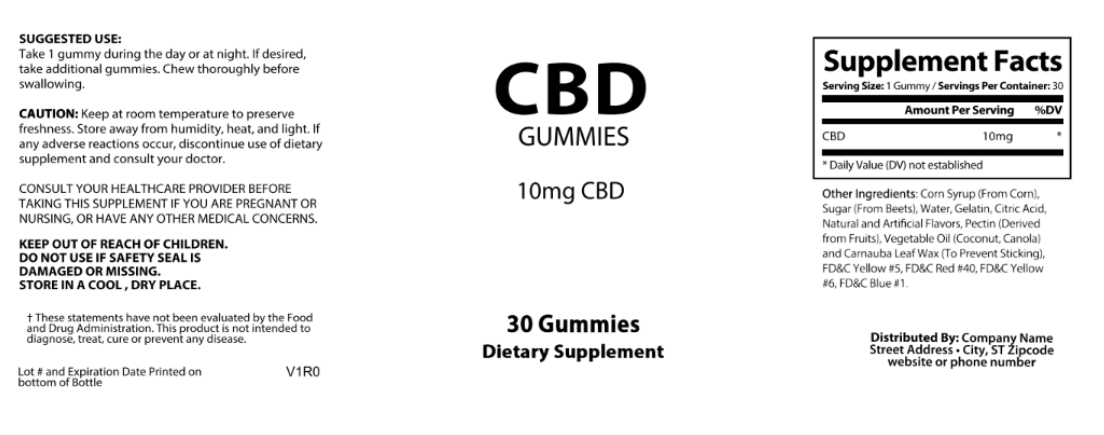 SUGGESTED USE:
Take 1 gummy during the day or at night. If desired,
take additional gummies. Chew thoroughly before
swallowing.
CAUTION: Keep at room temperature to preserve
freshness. Store away from humidity, heat, and light. If
any adverse reactions occur, discontinue use of dietary
supplement and consult your doctor.
CONSULT YOUR HEALTHCARE PROVIDER BEFORE
TAKING THIS SUPPLEMENT IF YOU ARE PREGNANT OR
NURSING, OR HAVE ANY OTHER MEDICAL CONCERNS.
KEEP OUT OF REACH OF CHILDREN.
DO NOT USE IF SAFETY SEAL IS
DAMAGED OR MISSING.
STORE IN A COOL , DRY PLACE.
† These statements have not been evaluated by the Food
and Drug Administration. This product is not intended to
diagnose, treat, cure or prevent any disease.
Lot # and Expiration Date Printed on
bottom of Bottle
V1R0
CBD
GUMMIES
10mg CBD
30 Gummies
Dietary Supplement
Supplement Facts
Serving Size: 1 Gummy / Servings Per Container: 30
Amount Per Serving %DV
CBD 10mg *
* Daily Value (DV) not established
Other Ingredients: Corn Syrup (From Corn),
Sugar (From Beets), Water, Gelatin, Citric Acid,
Natural and Artificial Flavors, Pectin (Derived
from Fruits), Vegetable Oil (Coconut, Canola)
and Carnauba Leaf Wax (To Prevent Sticking),
FD&C Yellow #5, FD&C Red #40, FD&C Yellow
#6, FD&C Blue #1.
Distributed By: Company Name
Street Address • City, ST Zipcode
website or phone number